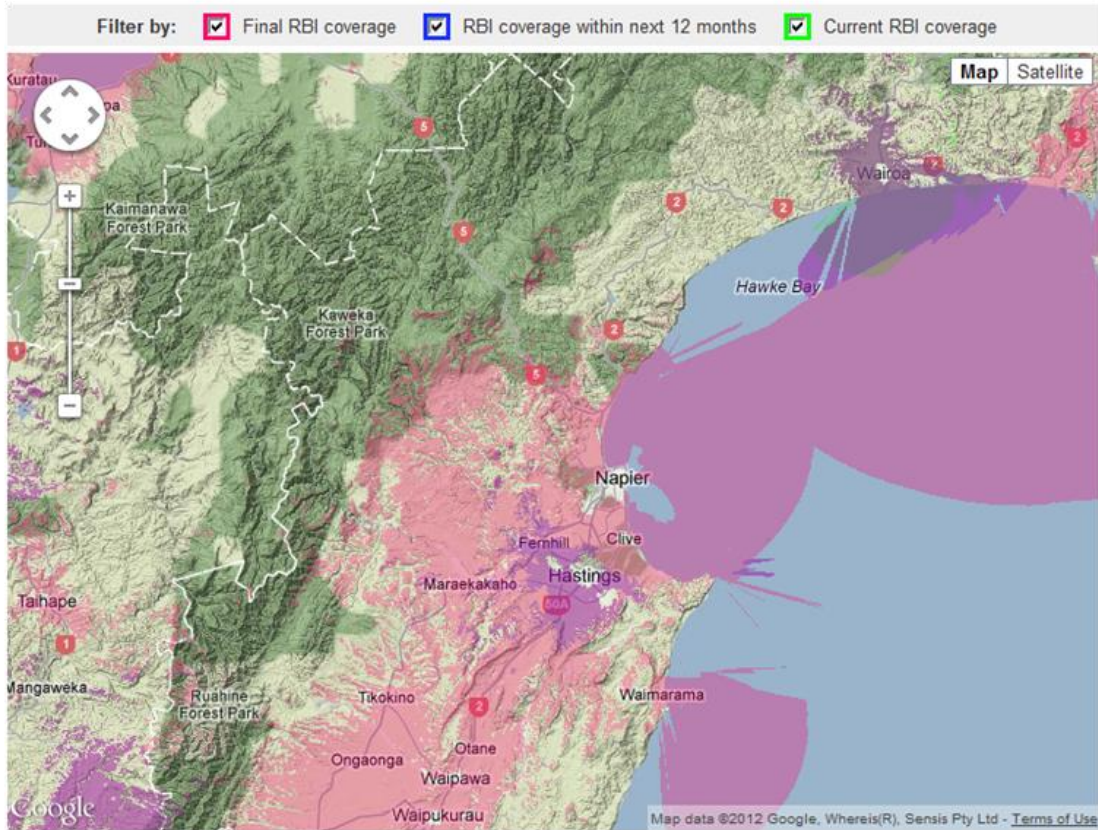 Filter by: Final RBI coverage RBI coverage within next 12 months Current RBI coverage
Map Satellite
Kuratau
5
2
Wairoa
2
Kaimanawa
Forest Park
2
2
5
Hawke Bay
Kaweka
Forest Park
2
1
5
Napier
Fernhill
Clive
Maraekakaho
Hastings
50A
Taihape
1
Mangaweka
Ruahine
Forest Park
Tikokino
Waimarama
2
Otane
Ongaonga
Waipawa
Google
Waipukurau
Map data ©2012 Google, Whereis(R), Sensis Pty Ltd - Terms of Use